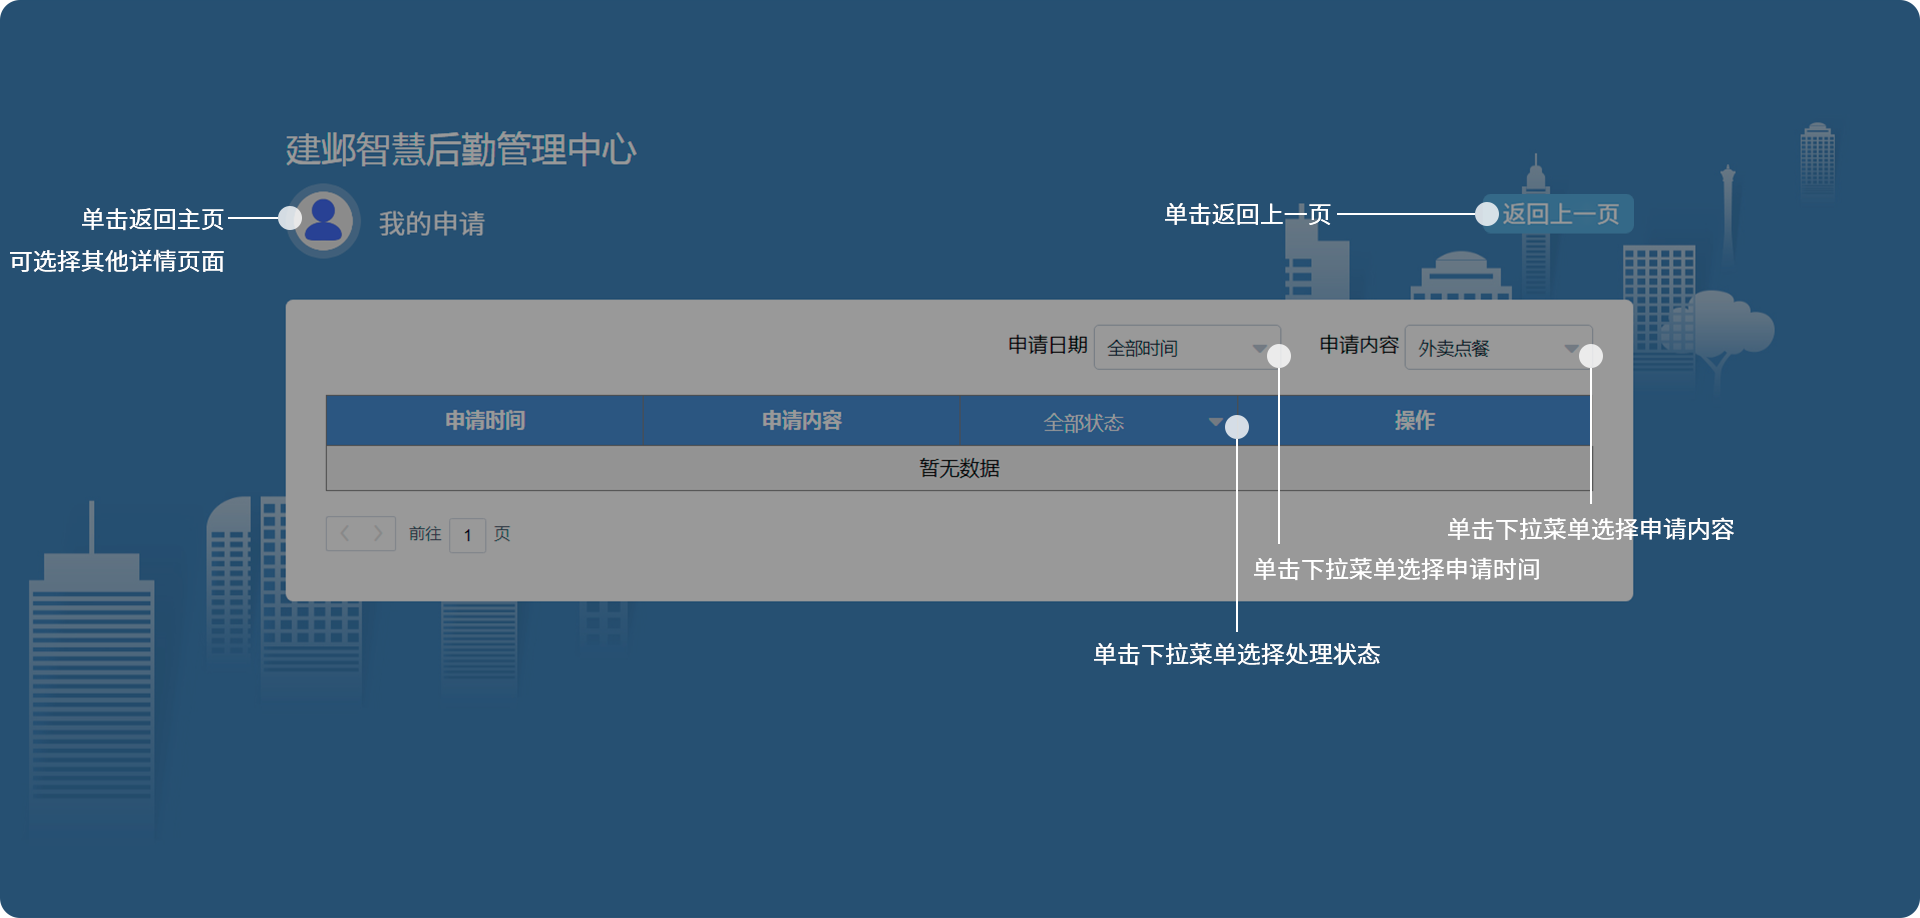 建邺智慧后勤管理中心
单击返回主页
可选择其他详情页面
我的申请
单击返回上一页
返回上一页
申请日期
全部时间
申请内容
外卖点餐
申请时间
申请内容
全部状态
操作
暂无数据
前往 1 页
单击下拉菜单选择申请内容
单击下拉菜单选择申请时间
单击下拉菜单选择处理状态